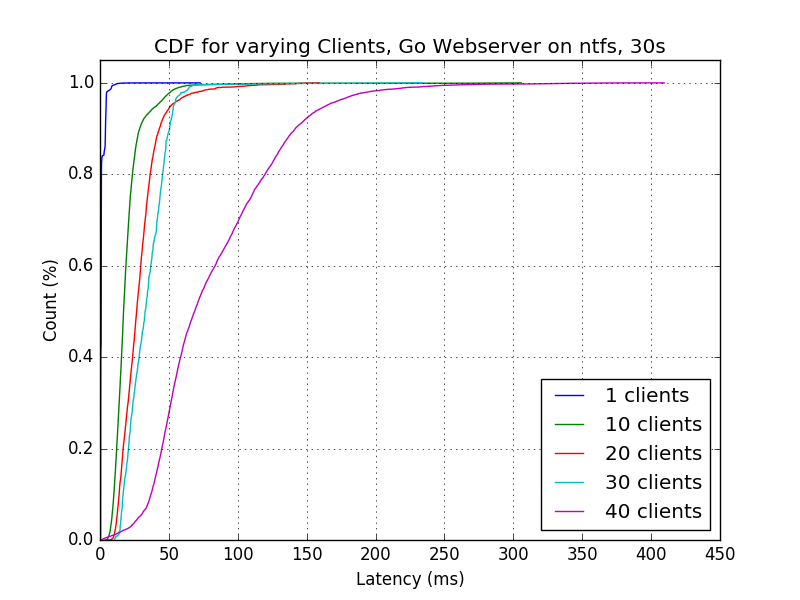 CDF for varying Clients, Go Webserver on ntfs, 30s
1.0
0.8
0.6
0.4
0.2
0.0
Count (%)
0 50 100 150 200 250 300 350 400 450
Latency (ms)
1 clients
10 clients
20 clients
30 clients
40 clients